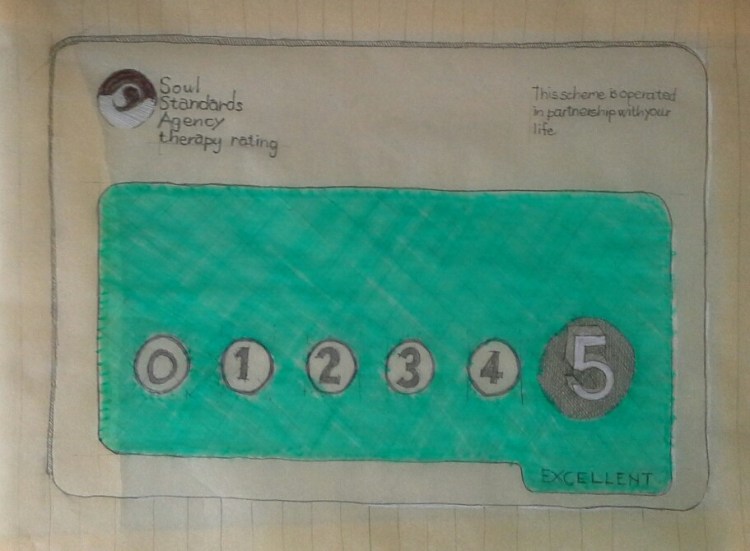 Soul
Standards
Agency
therapy rating
This scheme is operated
in partnership with your
life.
0 1 2 3 4 5
EXCELLENT